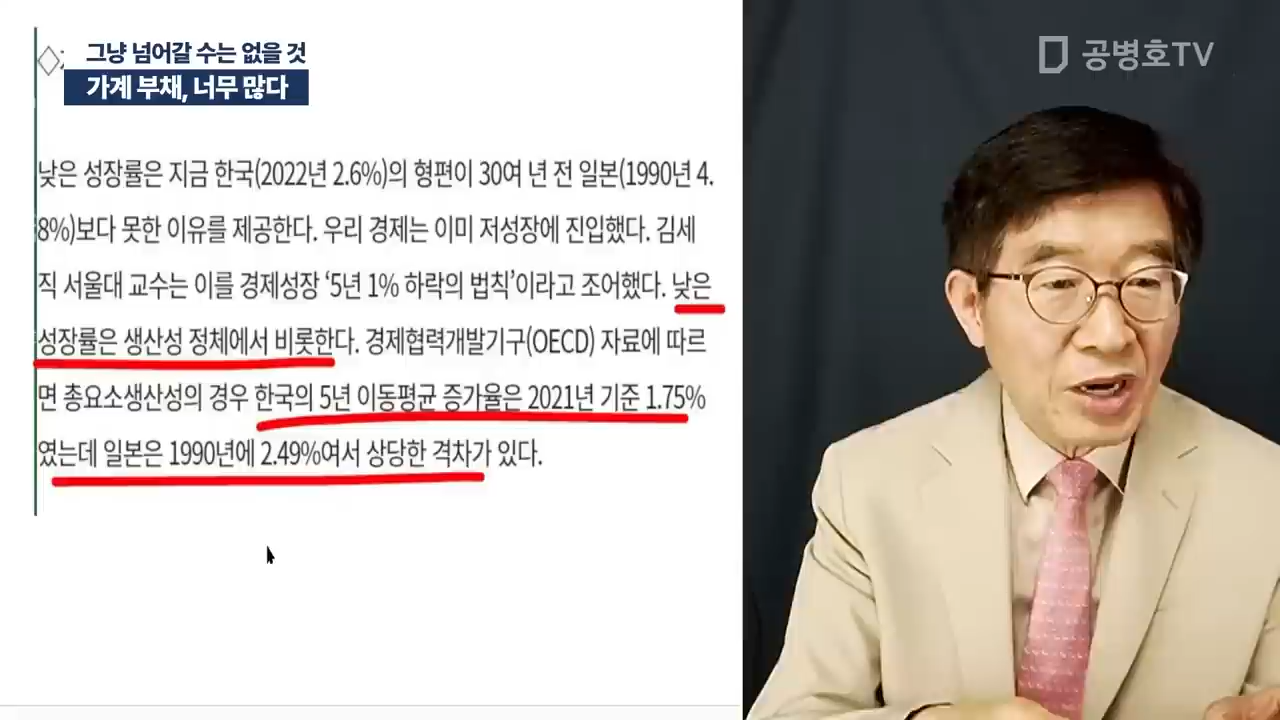 그냥 넘어갈 수는 없을 것
가계 부채, 너무 많다
공병호TV
낮은 성장률은 지금 한국(2022년 2.6%)의 형편이 30여 년 전 일본(1990년 4.
8%)보다 못한 이유를 제공한다. 우리 경제는 이미 저성장에 진입했다. 김세
직 서울대 교수는 이를 경제성장 ‘5년 1% 하락의 법칙’이라고 조어했다. 낮은
성장률은 생산성 정체에서 비롯한다. 경제협력개발기구(OECD) 자료에 따르
면 총요소생산성의 경우 한국의 5년 이동평균 증가율은 2021년 기준 1.75%
였는데 일본은 1990년에 2.49%여서 상당한 격차가 있다.